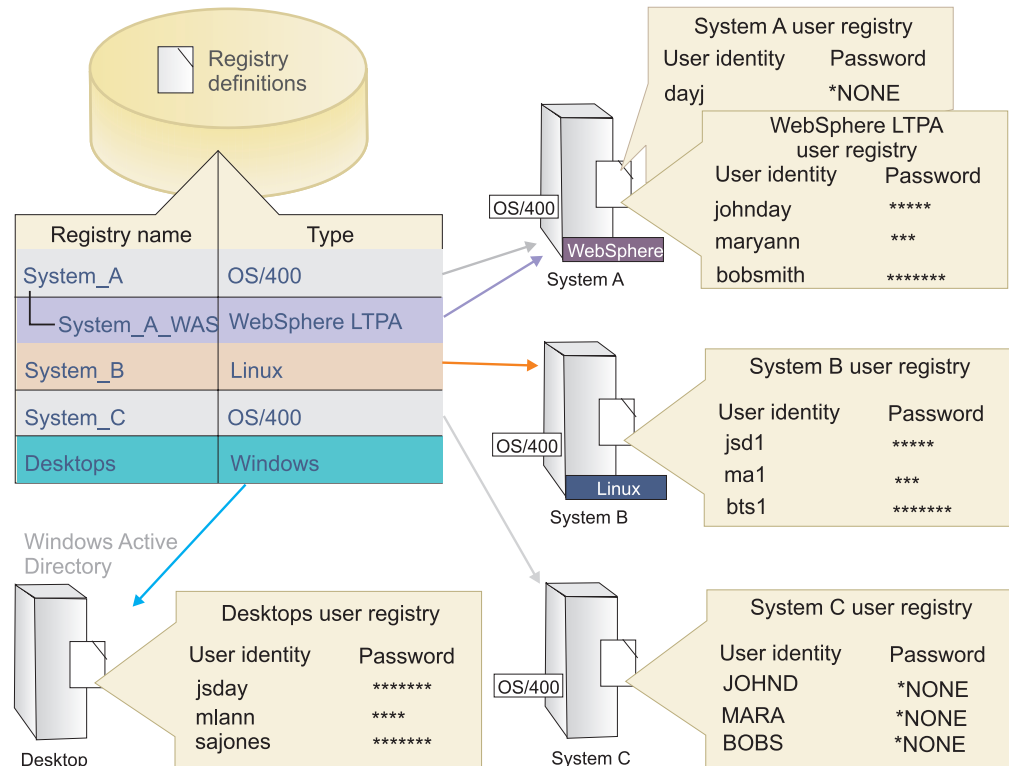 Registry
definitions
Registry name Type
System_A OS/400
System_A_WAS WebSphere LTPA
System_B Linux
System_C OS/400
Desktops Windows
System A user registry
User identity Password
dayj *NONE
WebSphere LTPA
user registry
User identity Password
johnday *****
maryann ***
bobsmith *******
OS/400
WebSphere
System A
System B user registry
User identity Password
jsd1 *****
ma1 ***
bts1 *******
OS/400
Linux
System B
Windows Active
Directory
Desktops user registry
User identity Password
jsday *******
mlann ****
sajones *******
Desktop
System C user registry
User identity Password
JOHND *NONE
MARA *NONE
BOBS *NONE
OS/400
System C